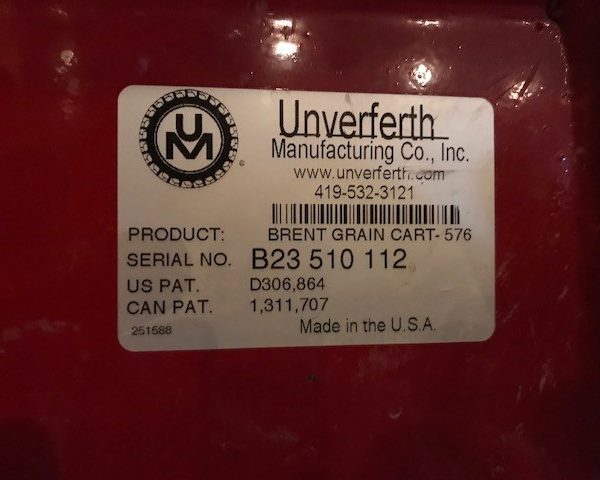 UM
Unverferth
Manufacturing Co., Inc.
www.unverferth.com
419-532-3121
PRODUCT: BRENT GRAIN CART- 576
SERIAL NO. B23 510 112
US PAT. D306,864
CAN PAT. 1,311,707
251588 Made in the U.S.A.